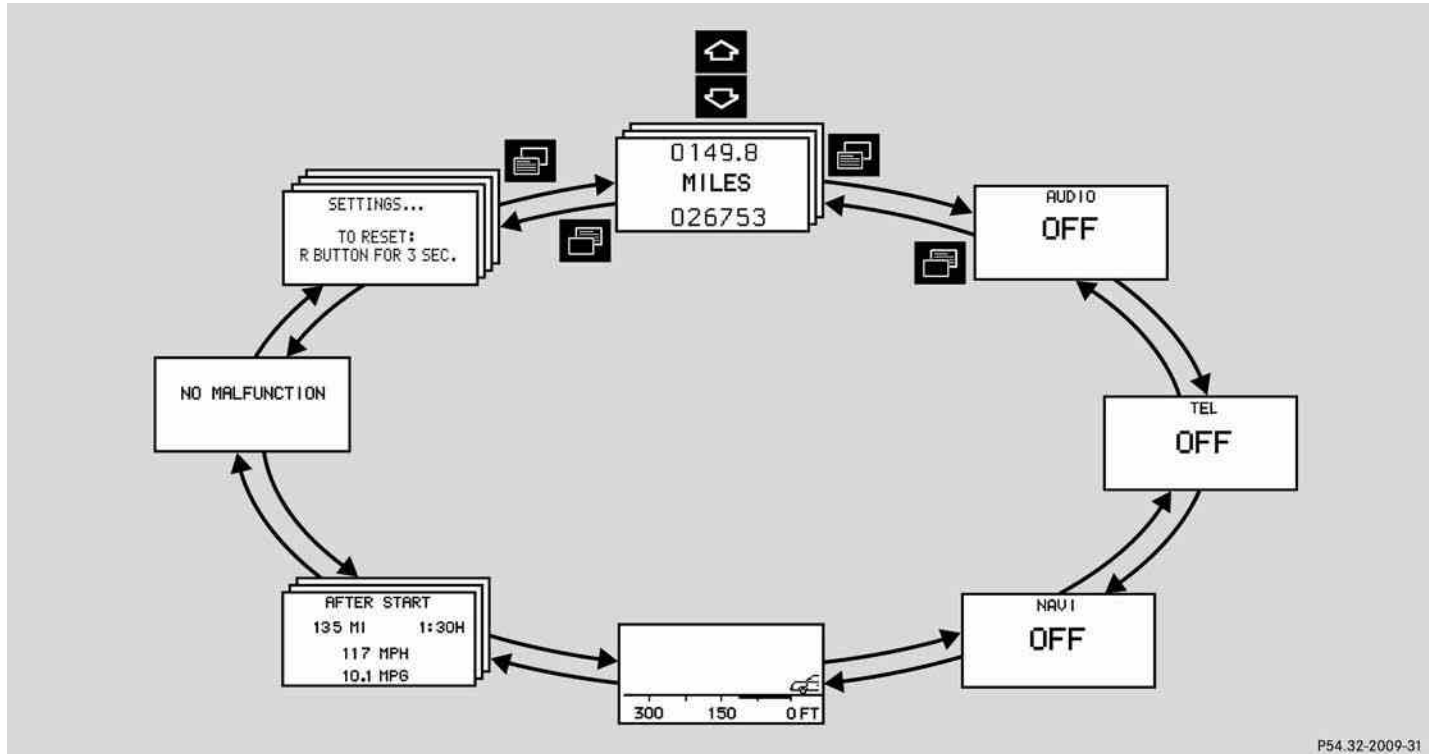 0149.8
MILES
026753
AUDIO
OFF
TEL
OFF
NAVI
OFF
300 150 0 FT
AFTER START
135 MI 1:30H
117 MPH
10.1 MPG
NO MALFUNCTION
SETTINGS...
TO RESET:
R BUTTON FOR 3 SEC.
P54.32-2009-31